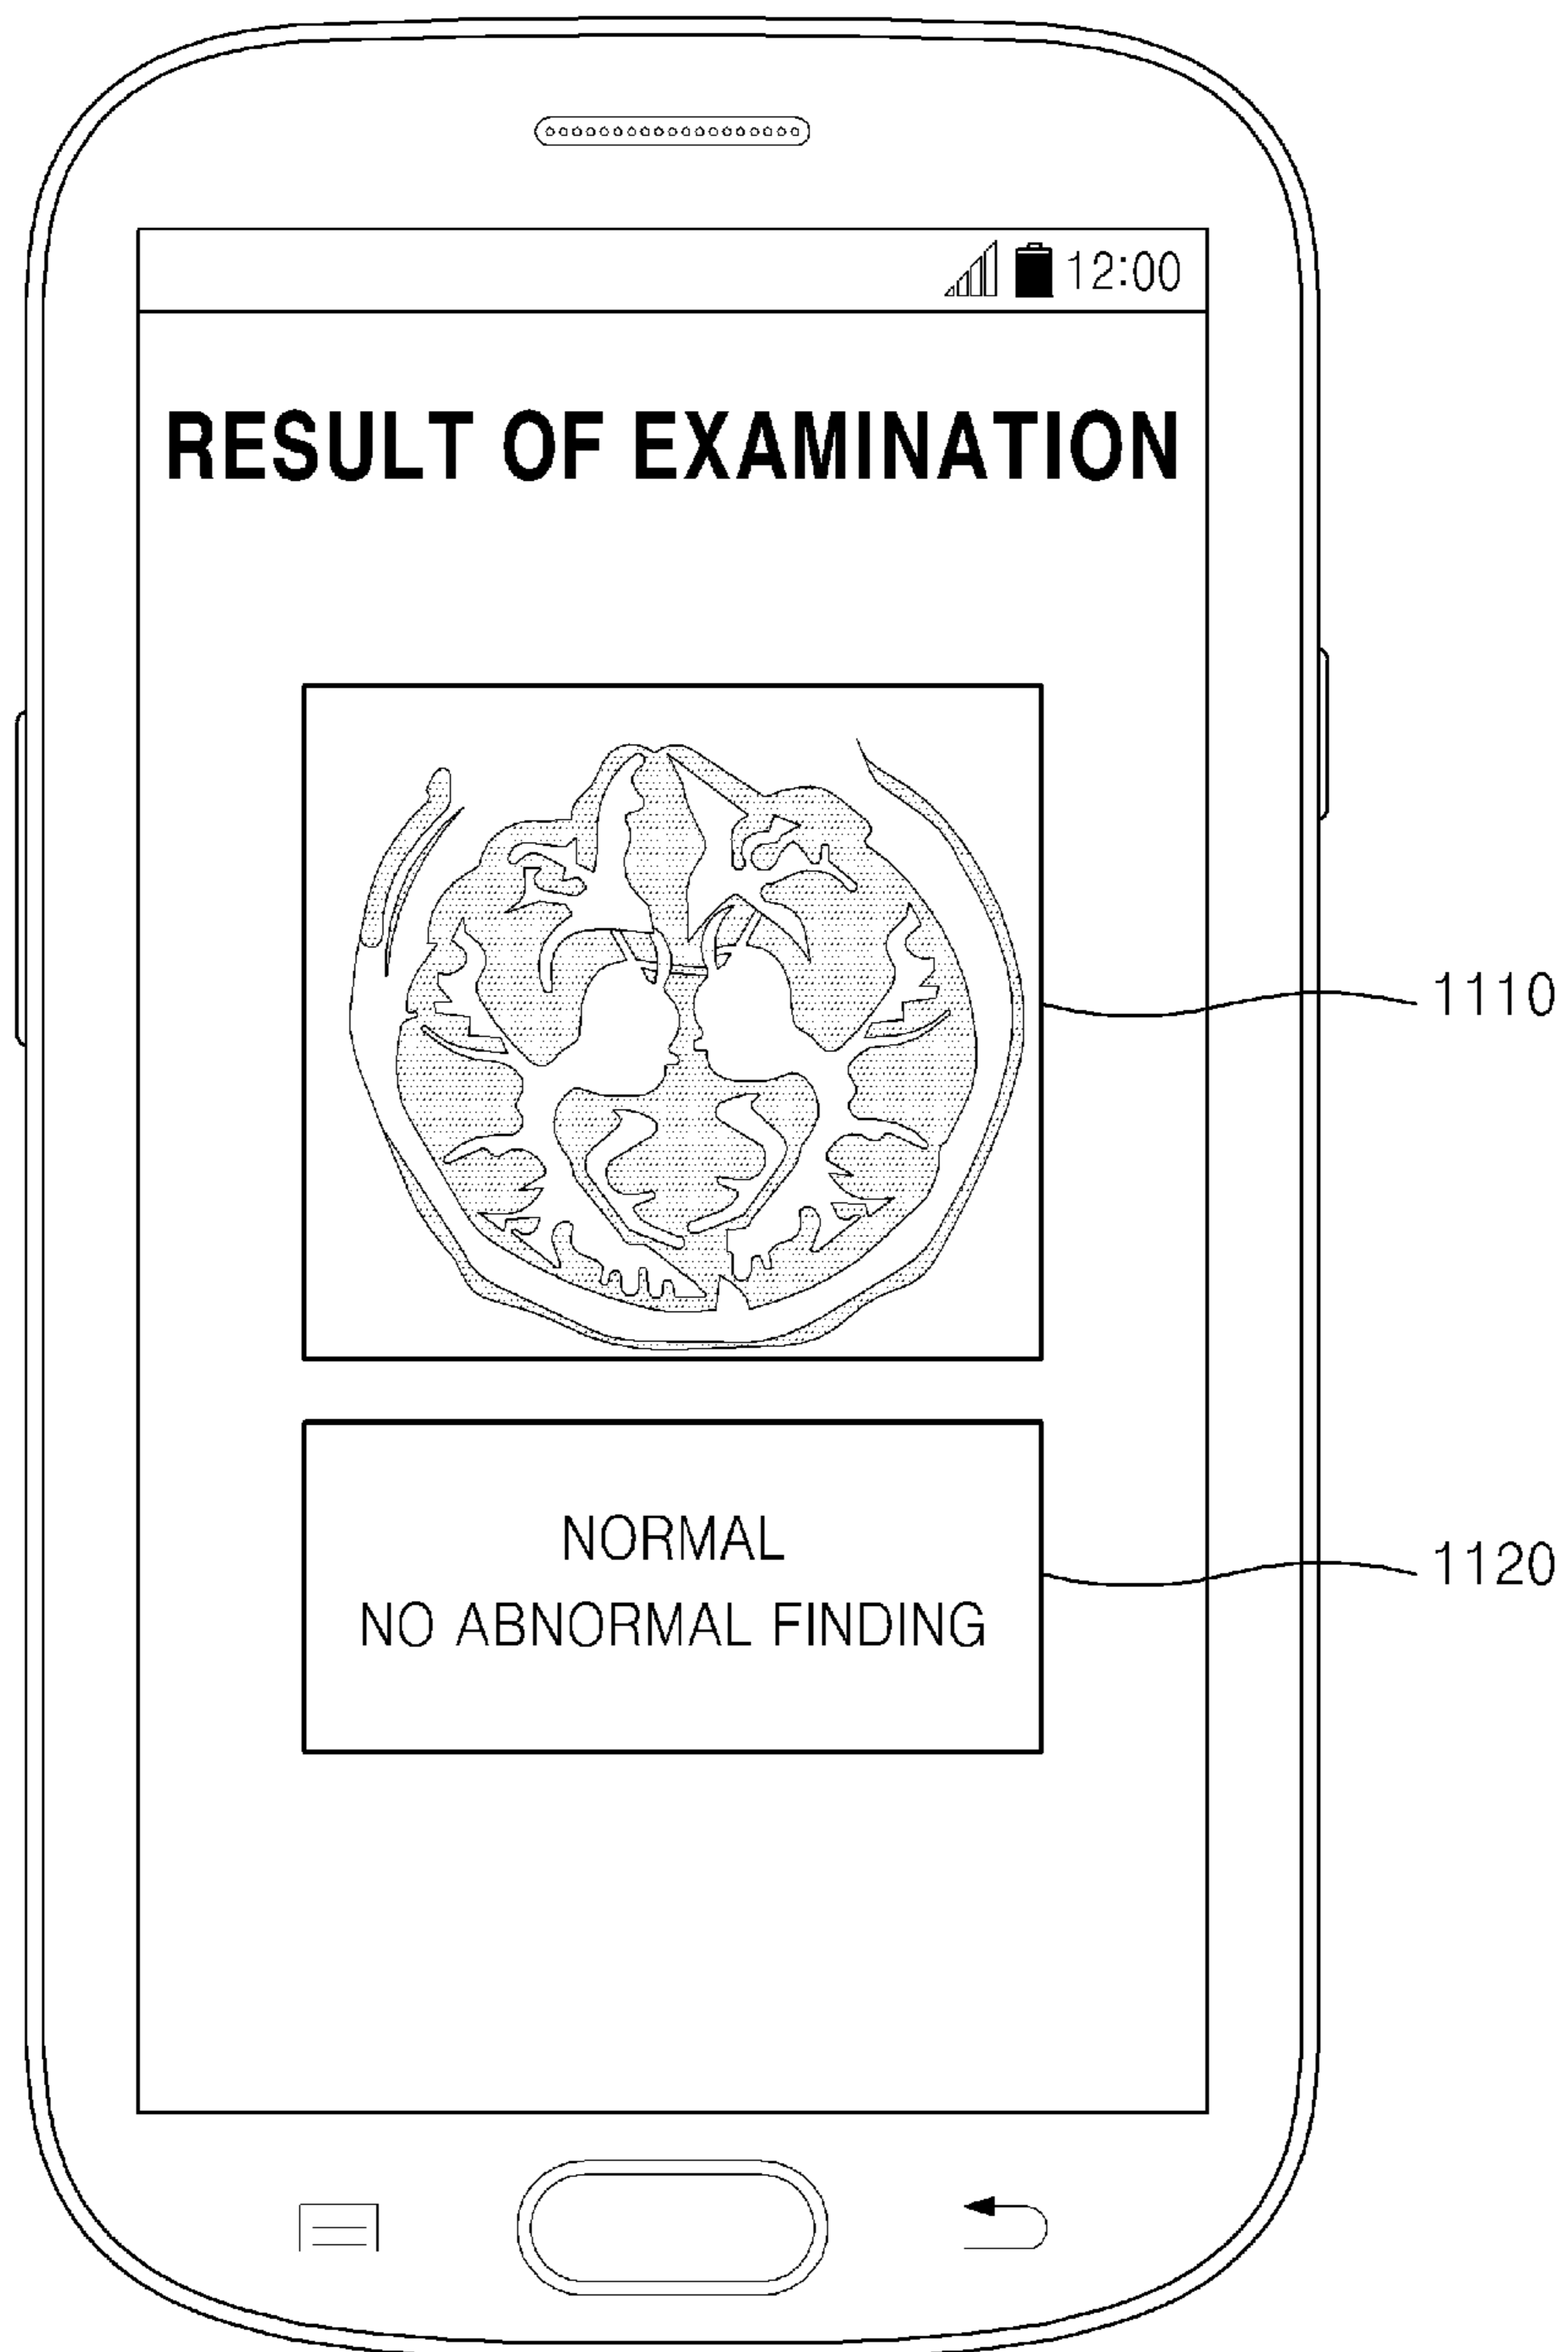 12:00
RESULT OF EXAMINATION
1110
NORMAL
NO ABNORMAL FINDING
1120